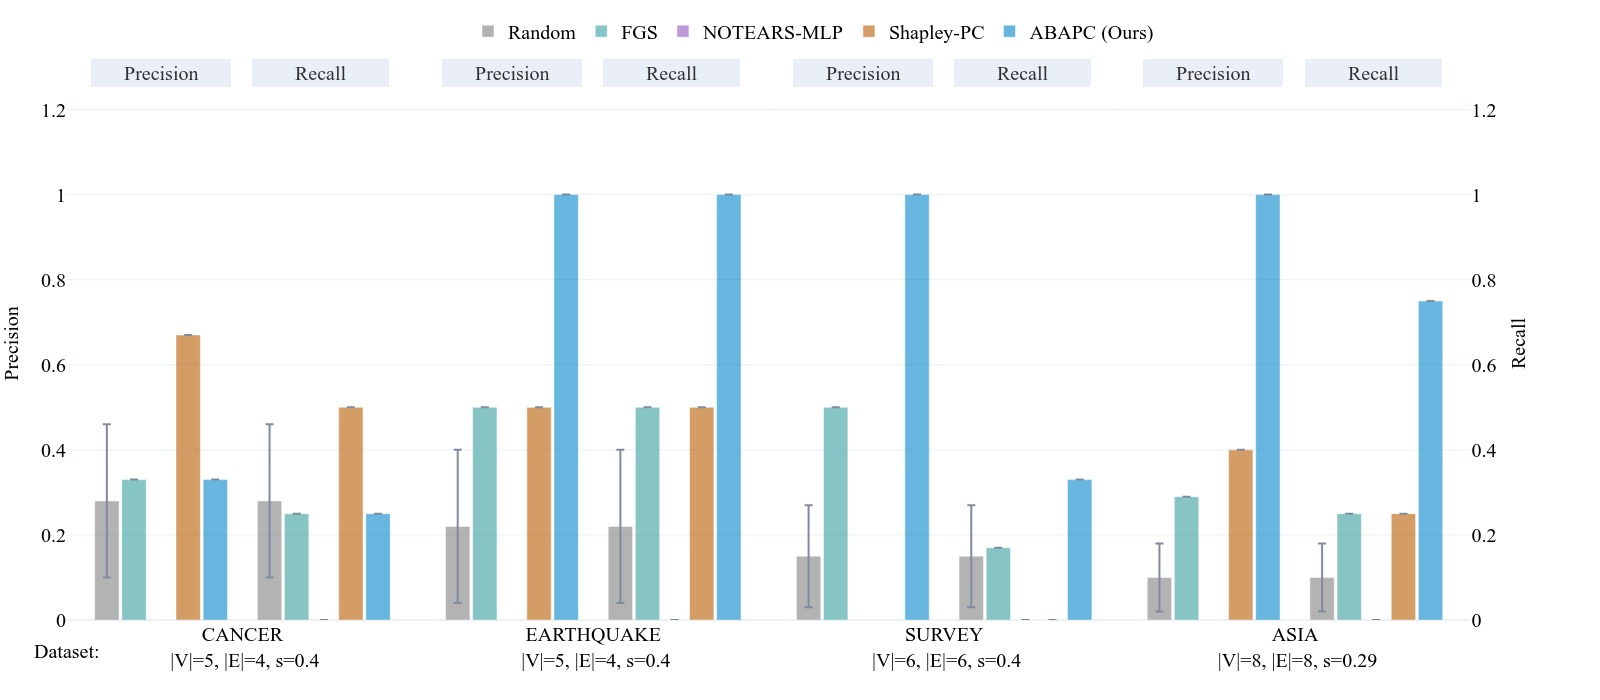 Random FGS NOTEARS-MLP Shapley-PC ABAPC (Ours)
Precision Recall Precision Recall Precision Recall Precision Recall
1.2 1.2
1 1
0.8 0.8
0.6 0.6
0.4 0.4
0.2 0.2
0 0
Precision
Recall
CANCER EARTHQUAKE SURVEY ASIA
Dataset:
|V|=5, |E|=4, s=0.4 |V|=5, |E|=4, s=0.4 |V|=6, |E|=6, s=0.4 |V|=8, |E|=8, s=0.29